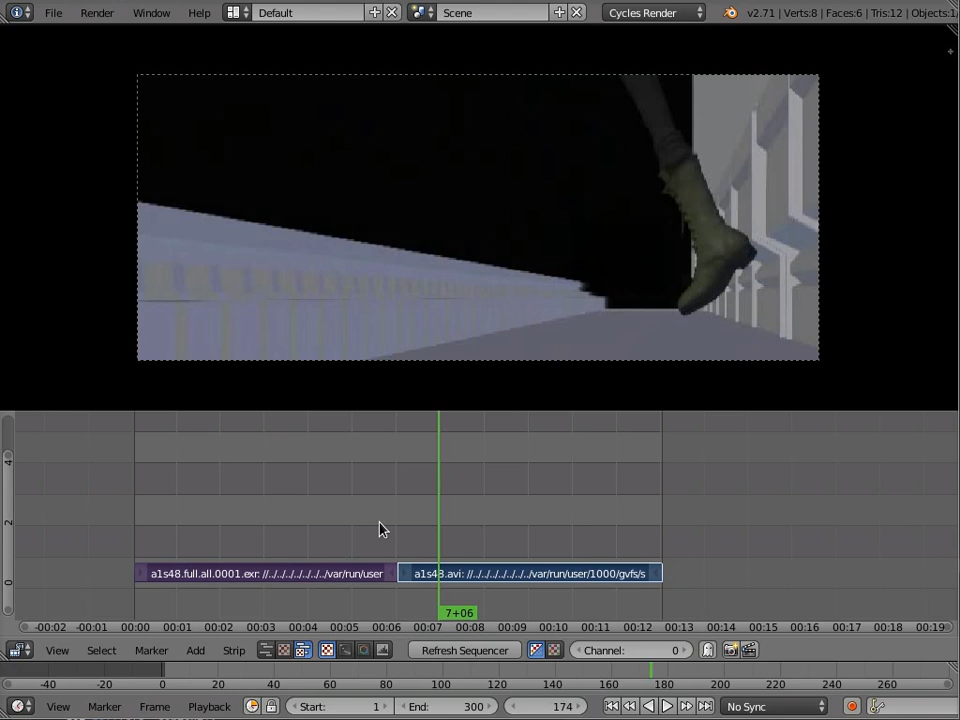 File Render Window Help Default Scene Cycles Render v2.71 | Verts:8 | Faces:6 | Tris:12 | Objects:1
4
2
0
a1s48.full.all.0001.exr: //../../../../../../../var/run/user
a1s48.avi: //../../../../../../../var/run/user/1000/gvfs/s
7+06
-00:02 -00:01 00:00 00:01 00:02 00:03 00:04 00:05 00:06 00:07 00:08 00:09 00:10 00:11 00:12 00:13 00:14 00:15 00:16 00:17 00:18 00:19
View Select Marker Add Strip Refresh Sequencer Channel: 0
-40 -20 0 20 40 60 80 100 120 140 160 180 200 220 240 260
View Marker Frame Playback Start: 1 End: 300 174 No Sync